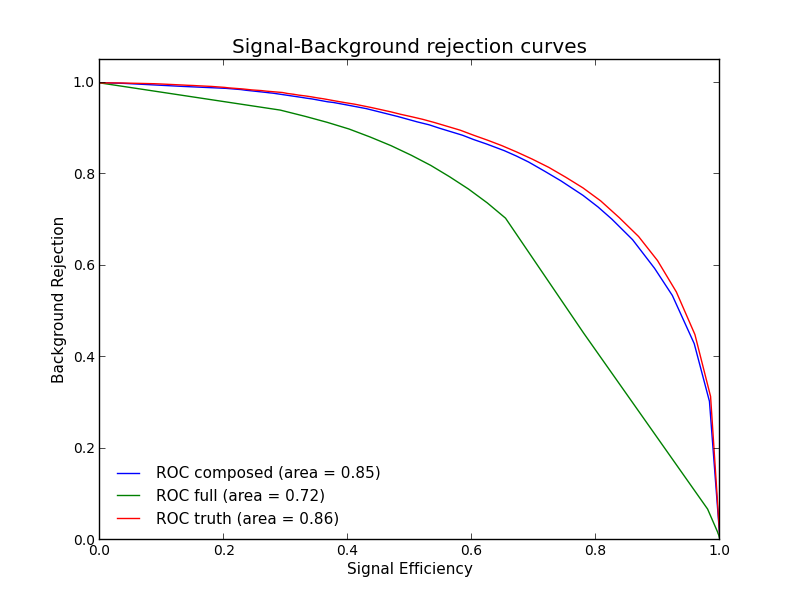 Signal-Background rejection curves
Background Rejection
1.0
0.8
0.6
0.4
0.2
0.0
ROC composed (area = 0.85)
ROC full (area = 0.72)
ROC truth (area = 0.86)
0.0 0.2 0.4 0.6 0.8 1.0
Signal Efficiency